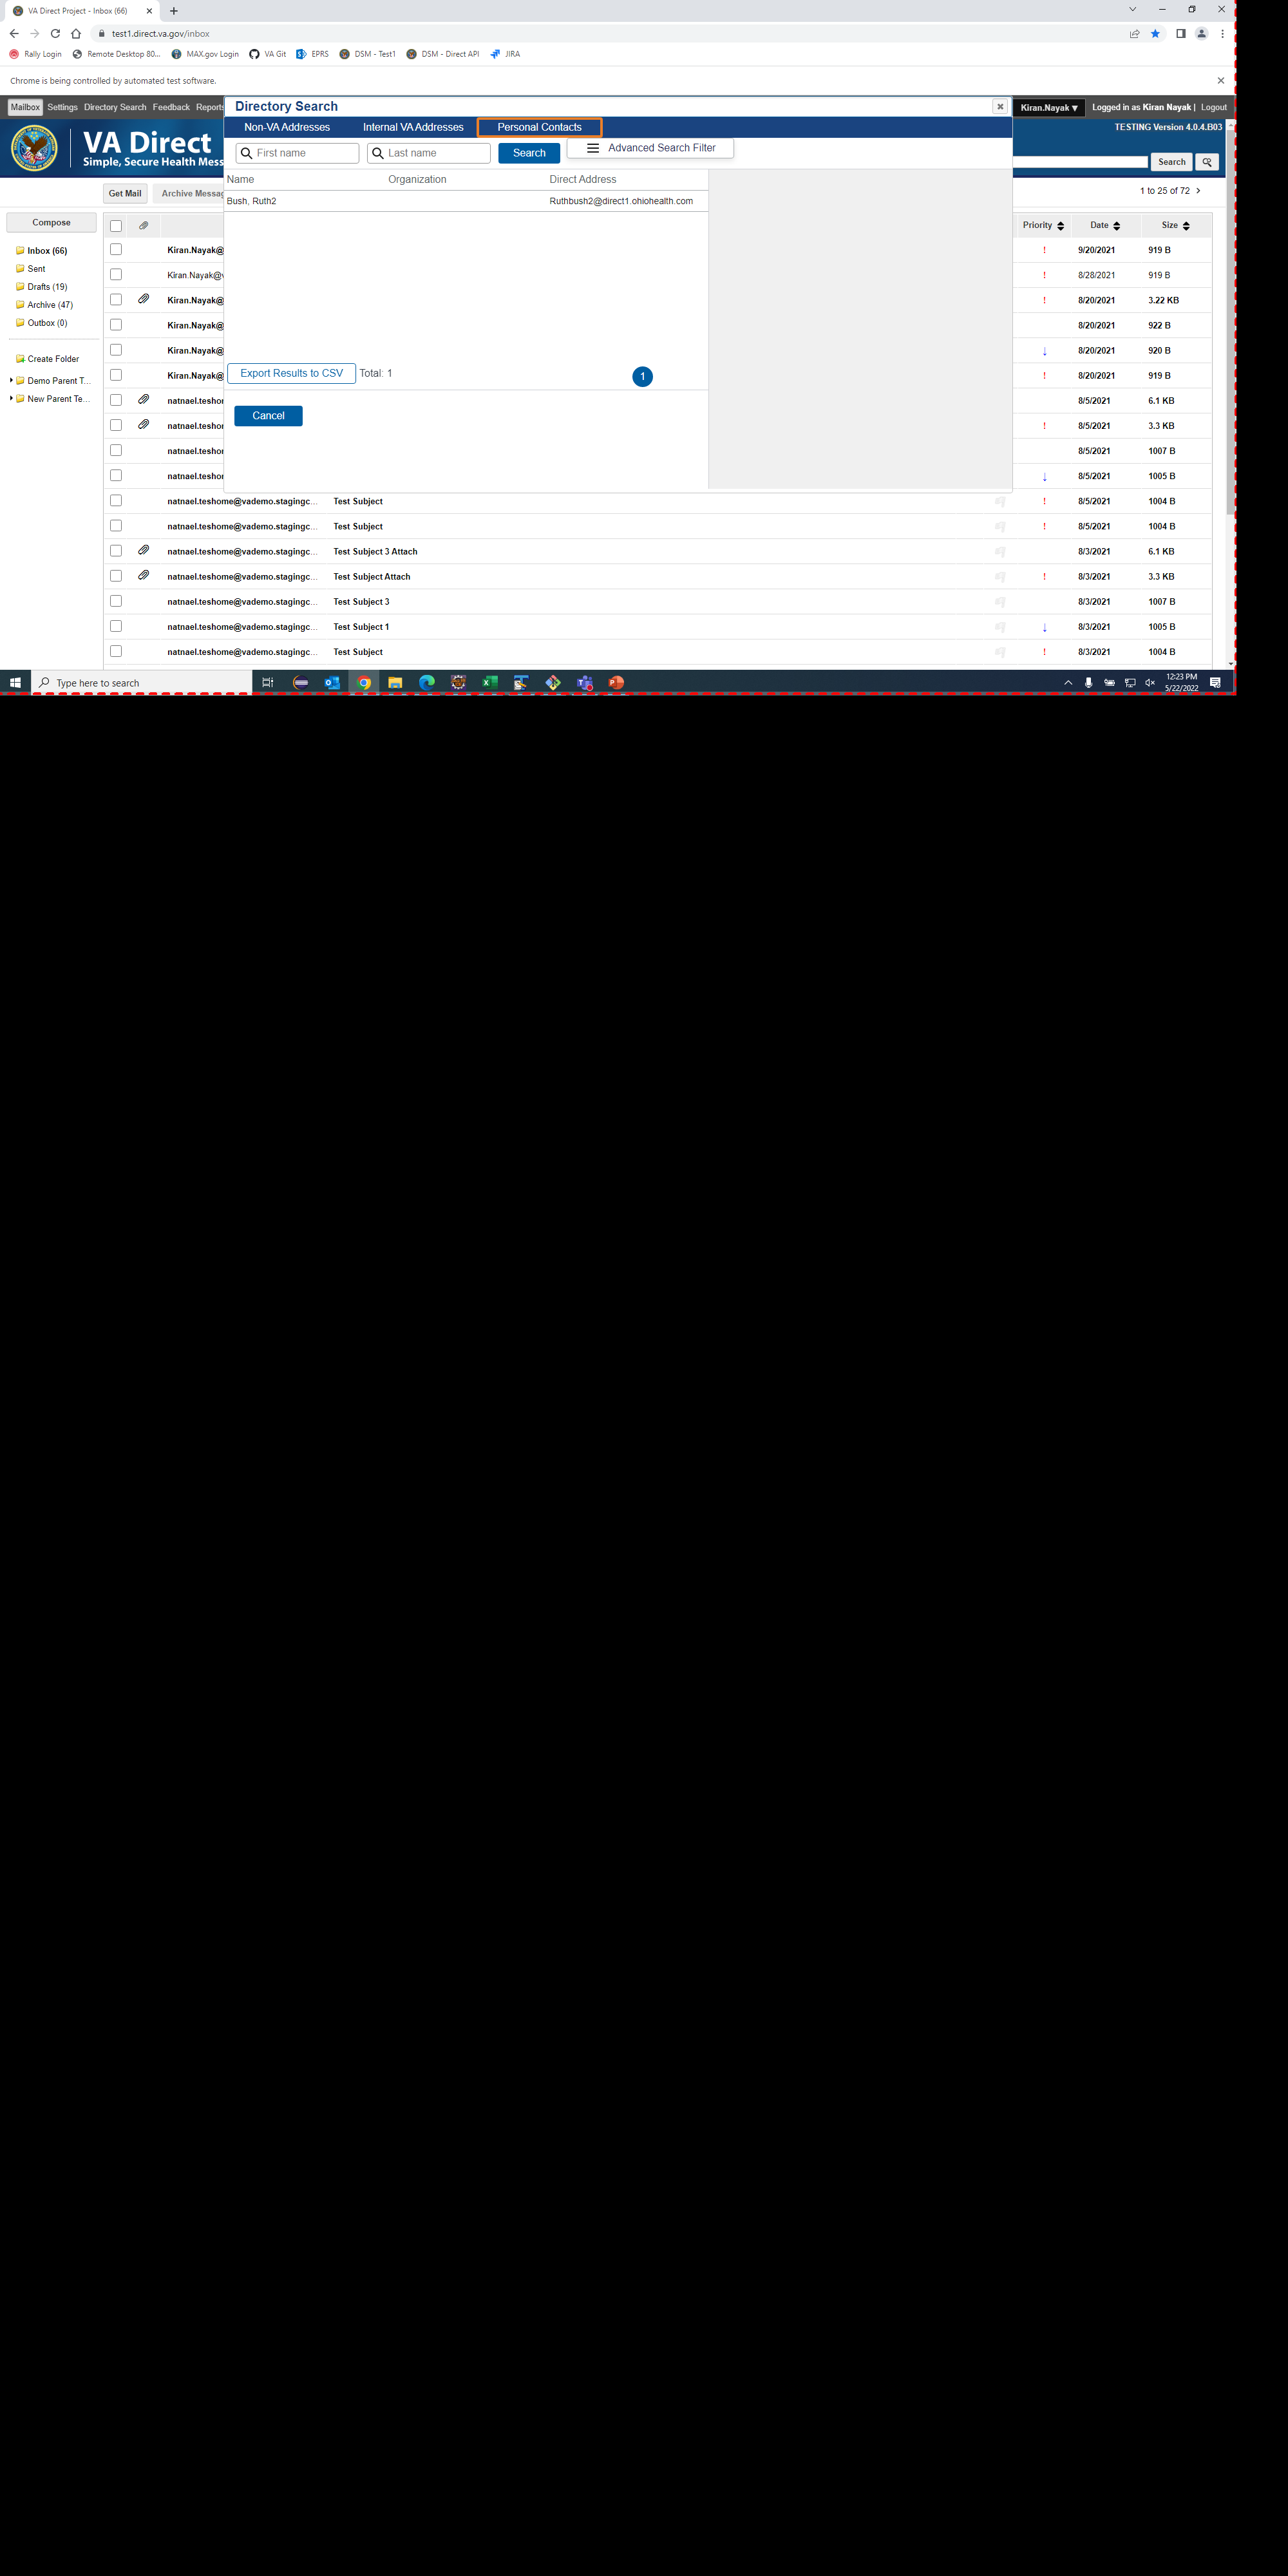 VA Direct Project - Inbox (66)
test1.direct.va.gov/inbox
Rally Login Remote Desktop 80... MAX.gov Login VA Git EPRS DSM - Test1 DSM - Direct API JIRA
Chrome is being controlled by automated test software.
Mailbox Settings Directory Search Feedback Reports
Directory Search
Kiran.Nayak ▾ Logged in as Kiran Nayak | Logout
Non-VA Addresses Internal VA Addresses Personal Contacts
TESTING Version 4.0.4.B03
VA Direct
Simple, Secure Health Mess
First name Last name Search Advanced Search Filter
Search
Name Organization Direct Address
Get Mail Archive Messag
1 to 25 of 72 >
Bush, Ruth2 Ruthbush2@direct1.ohiohealth.com
Compose
Priority Date Size
Inbox (66)
Sent
Drafts (19)
Archive (47)
Outbox (0)
Create Folder
Demo Parent T...
New Parent Te...
Kiran.Nayak@ ! 9/20/2021 919 B
Kiran.Nayak@v ! 8/28/2021 919 B
Kiran.Nayak@ ! 8/20/2021 3.22 KB
Kiran.Nayak@ 8/20/2021 922 B
Kiran.Nayak@ ↓ 8/20/2021 920 B
Kiran.Nayak@ ! 8/20/2021 919 B
Export Results to CSV Total: 1 1
natnael.teshor 8/5/2021 6.1 KB
Cancel
natnael.teshor ! 8/5/2021 3.3 KB
natnael.teshor 8/5/2021 1007 B
natnael.teshor ↓ 8/5/2021 1005 B
natnael.teshome@vademo.stagingc... Test Subject ! 8/5/2021 1004 B
natnael.teshome@vademo.stagingc... Test Subject ! 8/5/2021 1004 B
natnael.teshome@vademo.stagingc... Test Subject 3 Attach 8/3/2021 6.1 KB
natnael.teshome@vademo.stagingc... Test Subject Attach ! 8/3/2021 3.3 KB
natnael.teshome@vademo.stagingc... Test Subject 3 8/3/2021 1007 B
natnael.teshome@vademo.stagingc... Test Subject 1 ↓ 8/3/2021 1005 B
natnael.teshome@vademo.stagingc... Test Subject ! 8/3/2021 1004 B
Type here to search
12:23 PM
5/22/2022